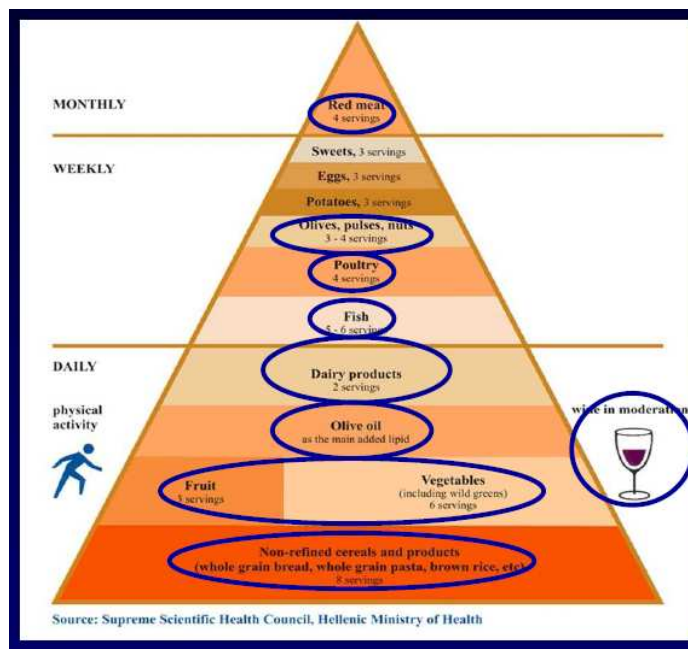 MONTHLY
Red meat
4 servings
WEEKLY
Sweets, 3 servings
Eggs, 3 servings
Potatoes, 3 servings
Olives, pulses, nuts
3 - 4 servings
Poultry
4 servings
Fish
5 - 6 servings
DAILY
Dairy products
2 servings
physical
activity
Olive oil
as the main added lipid
wine in moderation
Fruit
3 servings
Vegetables
(including wild greens)
6 servings
Non-refined cereals and products
(whole grain bread, whole grain pasta, brown rice, etc)
8 servings
Source: Supreme Scientific Health Council, Hellenic Ministry of Health